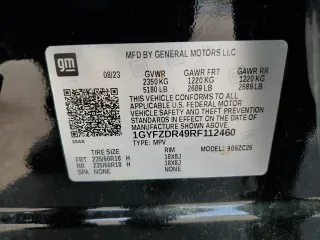 gm
MFD BY GENERAL MOTORS LLC
08/23 GVWR GAWR FRT GAWR RR
2350 KG 1220 KG 1220 KG
5180 LB 2689 LB 2689 LB
THIS VEHICLE CONFORMS TO ALL
APPLICABLE U.S. FEDERAL MOTOR
VEHICLE SAFETY AND THEFT
PREVENTION STANDARDS IN EFFECT
ON THE DATE OF MANUFACTURE
SHOWN ABOVE.
1GYFZDR49RF112460
TYPE: MPV
MODEL:
TIRE SIZE SPEED RTG RIM
FRT 235/60R18 H 18X8J
RR 235/60R18 H 18X8J
SPA NONE NONE